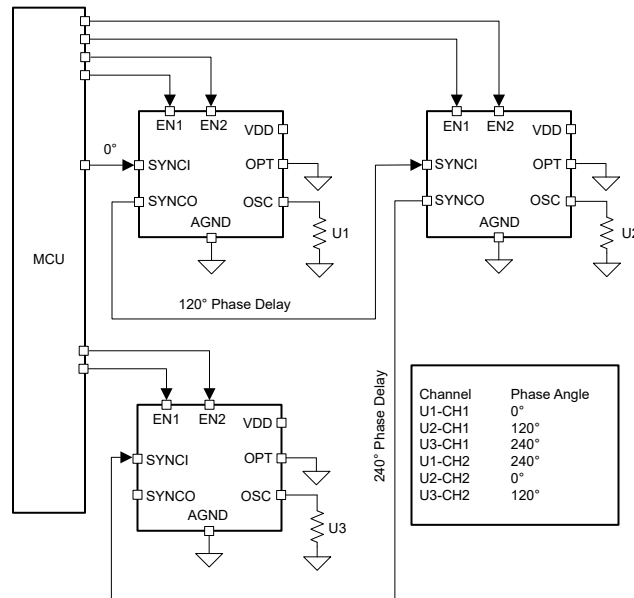 MCU
EN1 EN2
VDD
0°
SYNCI
OPT
SYNCO
OSC
AGND
U1
EN1 EN2
VDD
SYNCI
OPT
SYNCO
OSC
AGND
U2
120° Phase Delay
240° Phase Delay
EN1 EN2
VDD
SYNCI
OPT
SYNCO
OSC
AGND
U3
Channel Phase Angle
U1-CH1 0°
U2-CH1 120°
U3-CH1 240°
U1-CH2 240°
U2-CH2 0°
U3-CH2 120°